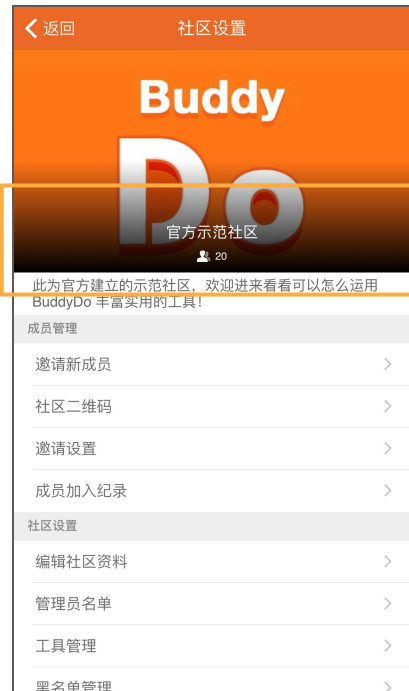 返回 社区设置
Buddy
Do
官方示范社区
20
此为官方建立的示范社区，欢迎进来看看可以怎么运用
BuddyDo 丰富实用的工具！
成员管理
邀请新成员
社区二维码
邀请设置
成员加入纪录
社区设置
编辑社区资料
管理员名单
工具管理
黑名单管理